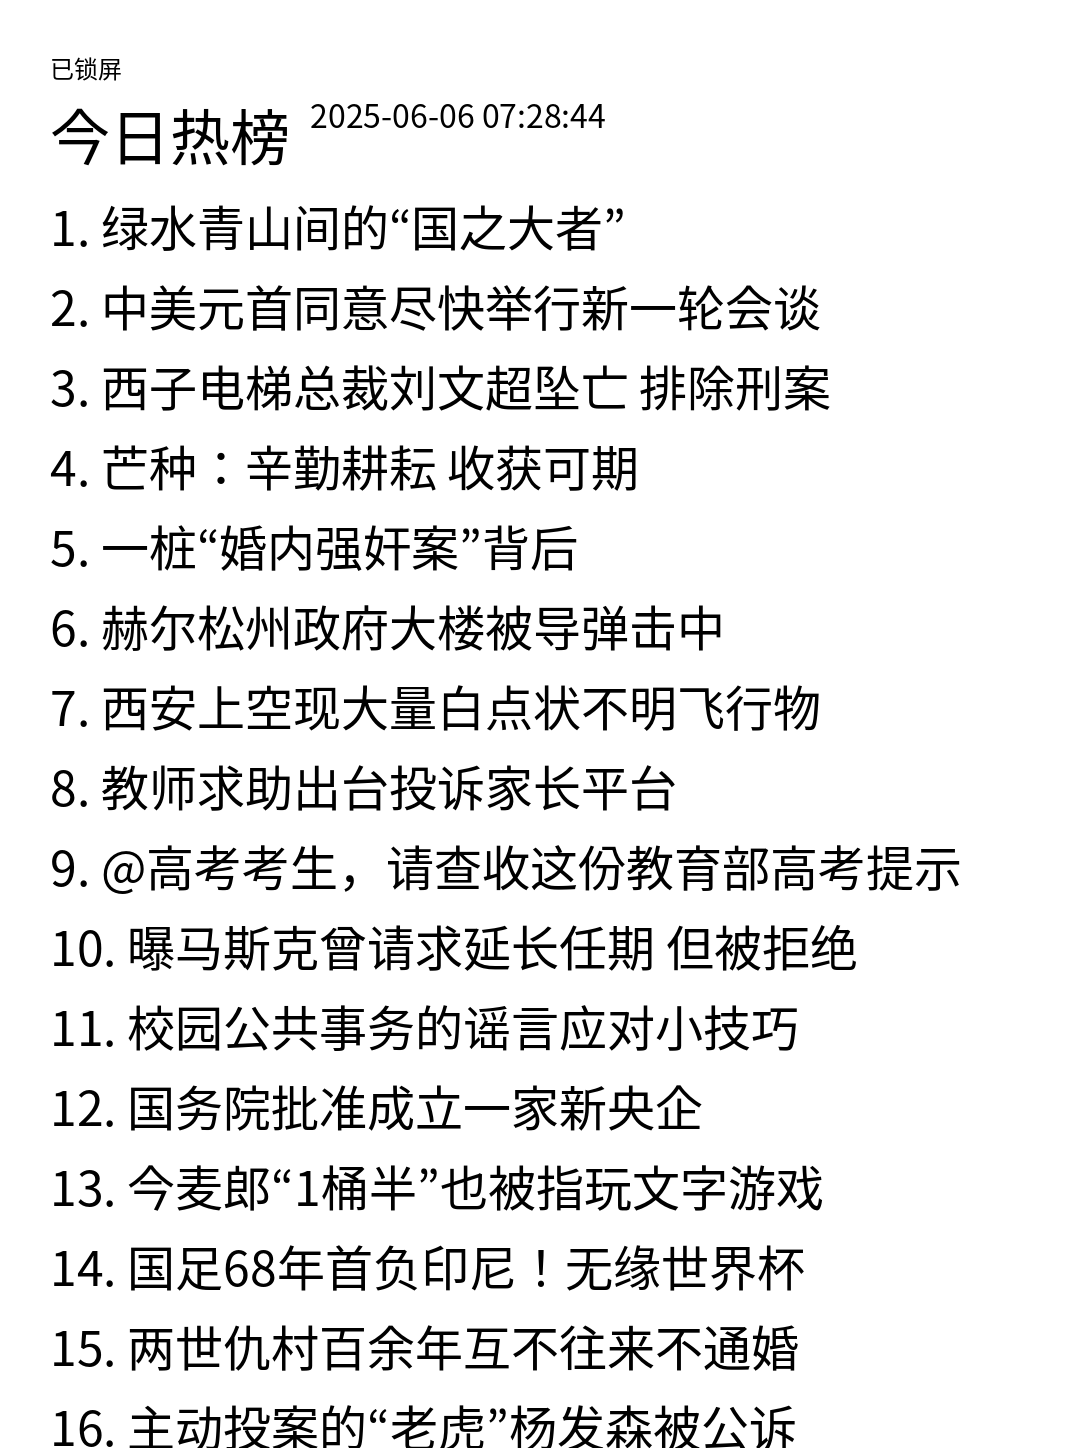 已锁屏
今日热榜 2025-06-06 07:28:44
1. 绿水青山间的“国之大者”
2. 中美元首同意尽快举行新一轮会谈
3. 西子电梯总裁刘文超坠亡 排除刑案
4. 芒种：辛勤耕耘 收获可期
5. 一桩“婚内强奸案”背后
6. 赫尔松州政府大楼被导弹击中
7. 西安上空现大量白点状不明飞行物
8. 教师求助出台投诉家长平台
9. @高考考生，请查收这份教育部高考提示
10. 曝马斯克曾请求延长任期 但被拒绝
11. 校园公共事务的谣言应对小技巧
12. 国务院批准成立一家新央企
13. 今麦郎“1桶半”也被指玩文字游戏
14. 国足68年首负印尼！无缘世界杯
15. 两世仇村百余年互不往来不通婚
16. 主动投案的“老虎”杨发森被公诉